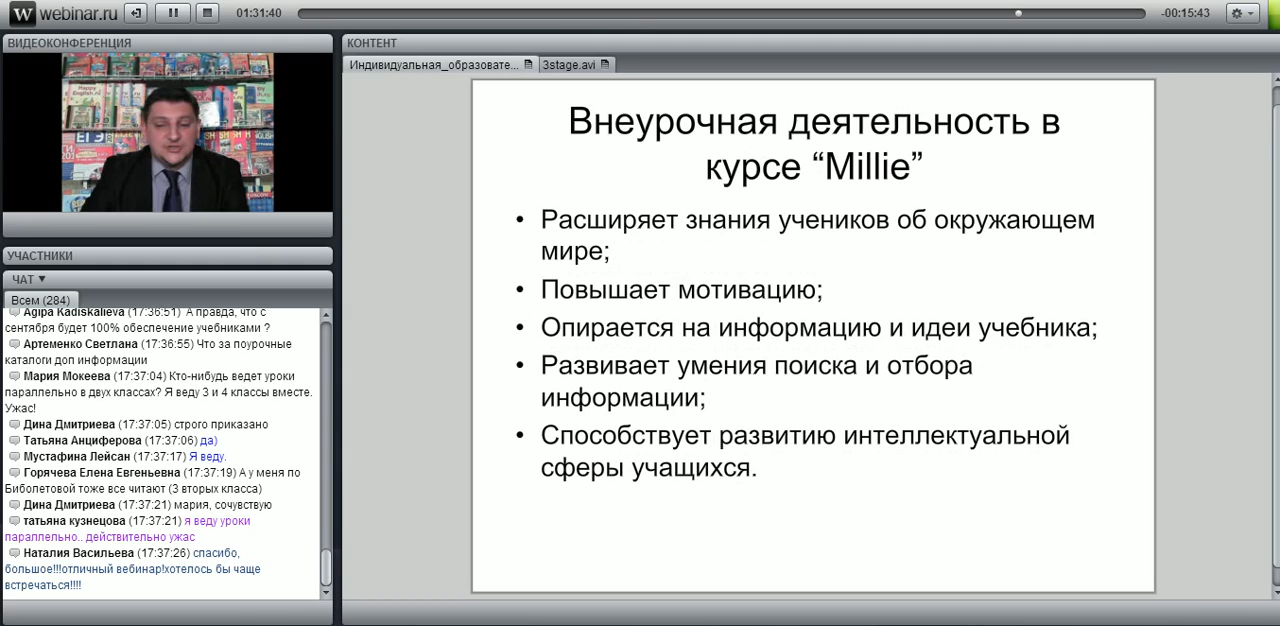 webinar.ru
01:31:40
-00:15:43
ВИДЕОКОНФЕРЕНЦИЯ
Happy
English.ru
ЕГЭ
УЧАСТНИКИ
ЧАТ
Всем (284)
Agipa Kadiskalieva (17:36:51) А правда, что с
сентября будет 100% обеспечение учебниками ?
Артеменко Светлана (17:36:55) Что за поурочные
каталоги доп информации
Мария Мокеева (17:37:04) Кто-нибудь ведет уроки
параллельно в двух классах? Я веду 3 и 4 классы вместе.
Ужас!
Дина Дмитриева (17:37:05) строго приказано
Татьяна Анциферова (17:37:06) да)
Мустафина Лейсан (17:37:17) Я веду.
Горячева Елена Евгеньевна (17:37:19) А у меня по
Биболетовой тоже все читают (3 вторых класса)
Дина Дмитриева (17:37:21) мария, сочувствую
татьяна кузнецова (17:37:21) я веду уроки
параллпельно.. действительно ужас
Наталия Васильева (17:37:26) спасибо,
большое!!!отличный вебинар!хотелось бы чаще
встречаться!!!!
КОНТЕНТ
Индивидуальная_образовате... 3stage.avi
Внеурочная деятельность в
курсе “Millie”
• Расширяет знания учеников об окружающем
мире;
• Повышает мотивацию;
• Опирается на информацию и идеи учебника;
• Развивает умения поиска и отбора
информации;
• Способствует развитию интеллектуальной
сферы учащихся.